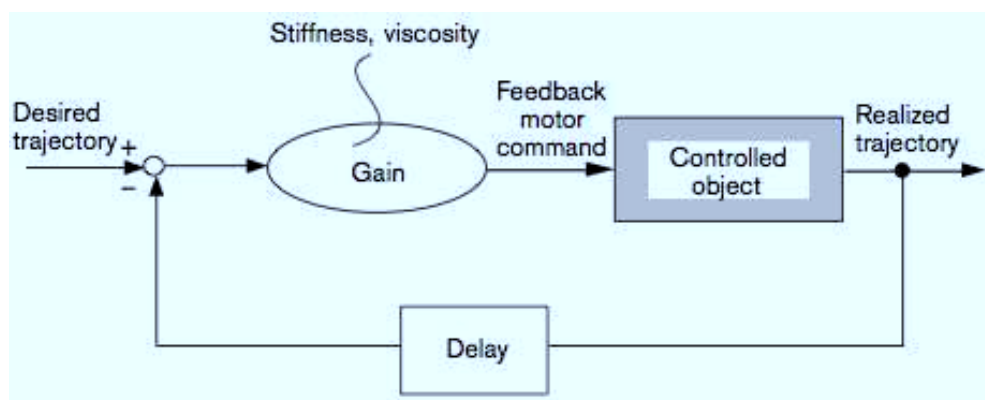 Stiffness, viscosity
Desired
trajectory
+
−
Gain
Feedback
motor
command
Controlled
object
Realized
trajectory
Delay